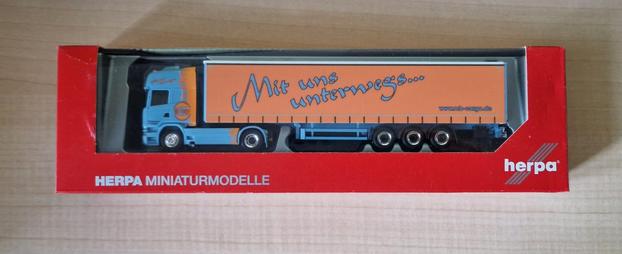 Mit uns
unterwegs...
HERPA MINIATURMODELLE
herpa